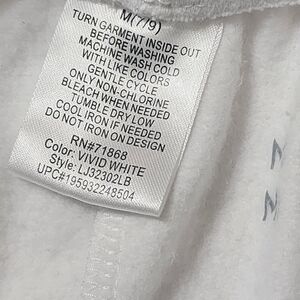 M(7/9)
TURN GARMENT INSIDE OUT
BEFORE WASHING
MACHINE WASH COLD
WITH LIKE COLORS
GENTLE CYCLE
ONLY NON-CHLORINE
BLEACH WHEN NEEDED
TUMBLE DRY LOW
COOL IRON IF NEEDED
DO NOT IRON ON DESIGN
RN#71868
Color: VIVID WHITE
Style: LJ32302LB
UPC#195932248504